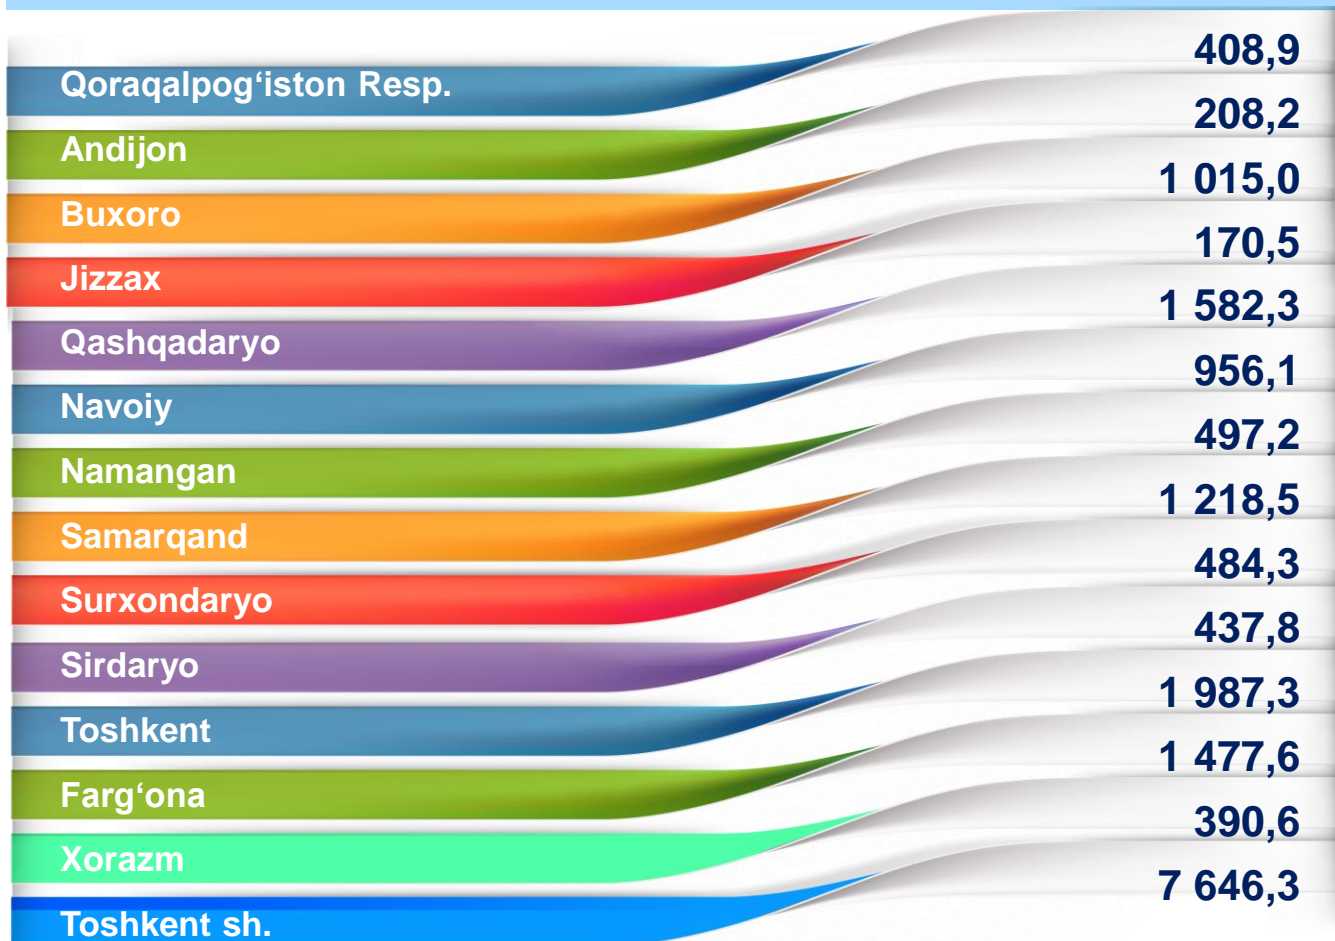 Qoraqalpog‘iston Resp. 408,9
Andijon 208,2
Buxoro 1 015,0
Jizzax 170,5
Qashqadaryo 1 582,3
Navoiy 956,1
Namangan 497,2
Samarqand 1 218,5
Surxondaryo 484,3
Sirdaryo 437,8
Toshkent 1 987,3
Farg‘ona 1 477,6
Xorazm 390,6
Toshkent sh. 7 646,3